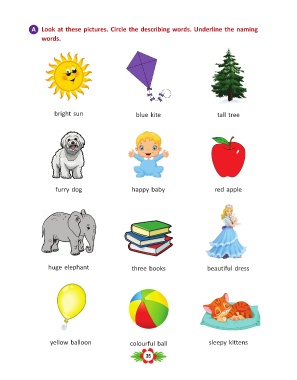 A Look at these pictures. Circle the describing words. Underline the naming
words.
bright sun blue kite tall tree
furry dog happy baby red apple
huge elephant three books beautiful dress
yellow balloon colourful ball sleepy kittens
36